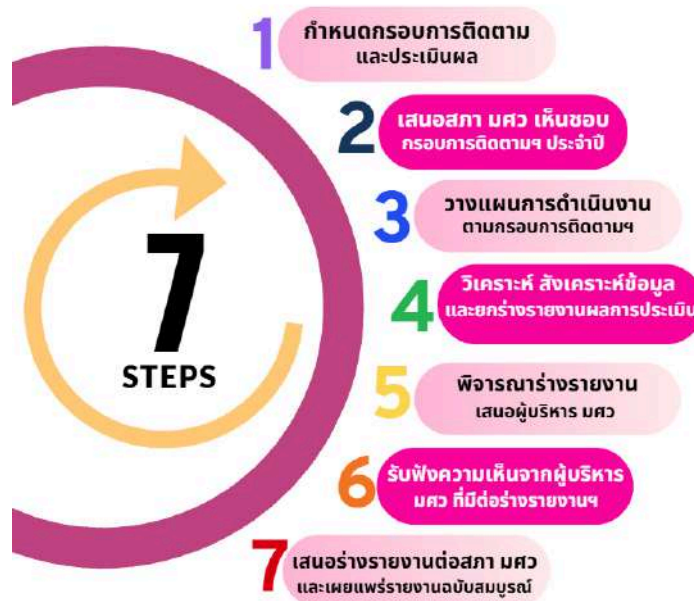 7
STEPS
1
กำหนดกรอบการติดตาม
และประเมินผล
2
เสนอสภา มศว เห็นชอบ
กรอบการติดตามฯ ประจำปี
3
วางแผนการดำเนินงาน
ตามกรอบการติดตามฯ
4
วิเคราะห์ สังเคราะห์ข้อมูล
และยกร่างรายงานผลการประเมิน
5
พิจารณาร่างรายงาน
เสนอผู้บริหาร มศว
6
รับฟังความเห็นจากผู้บริหาร
มศว ที่มีต่อร่างรายงานฯ
7
เสนอร่างรายงานต่อสภา มศว
และเผยแพร่รายงานฉบับสมบูรณ์